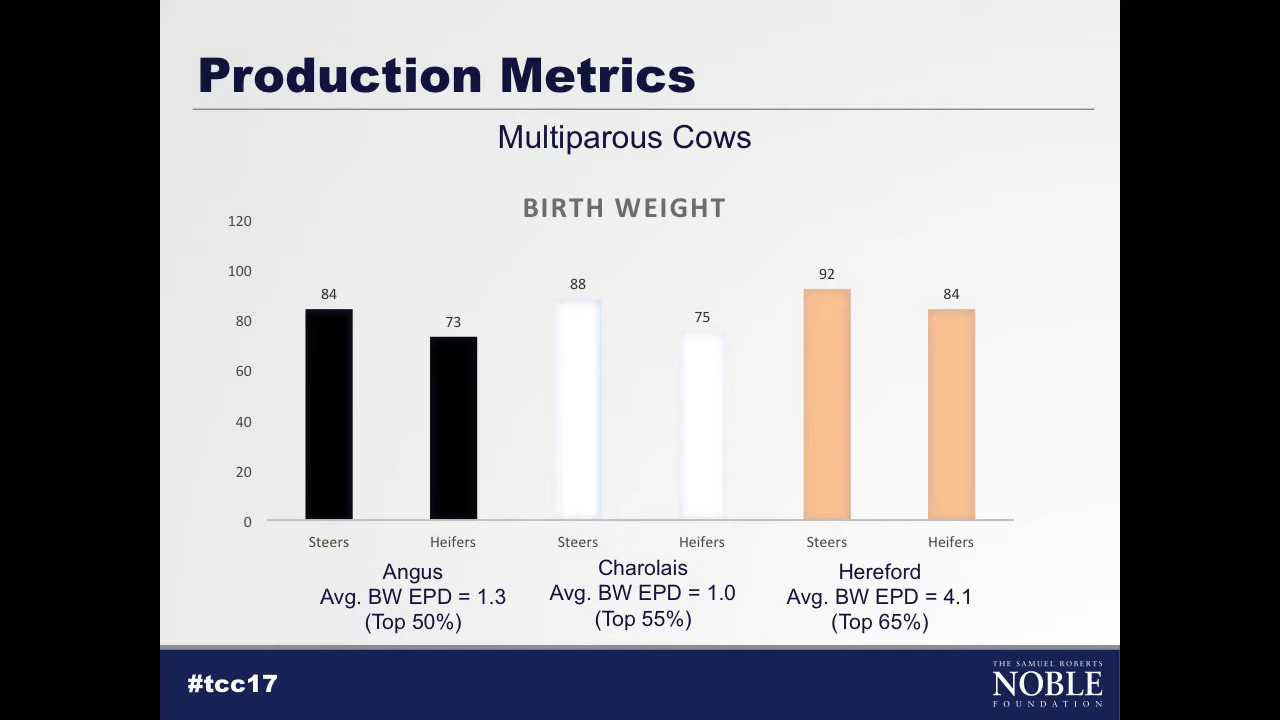 Production Metrics
Multiparous Cows
BIRTH WEIGHT
120
100
80
60
40
20
0
84
73
88
75
92
84
Steers
Heifers
Steers
Heifers
Steers
Heifers
Angus
Avg. BW EPD = 1.3
(Top 50%)
Charolais
Avg. BW EPD = 1.0
(Top 55%)
Hereford
Avg. BW EPD = 4.1
(Top 65%)
#tcc17
THE SAMUEL ROBERTS
NOBLE
FOUNDATION